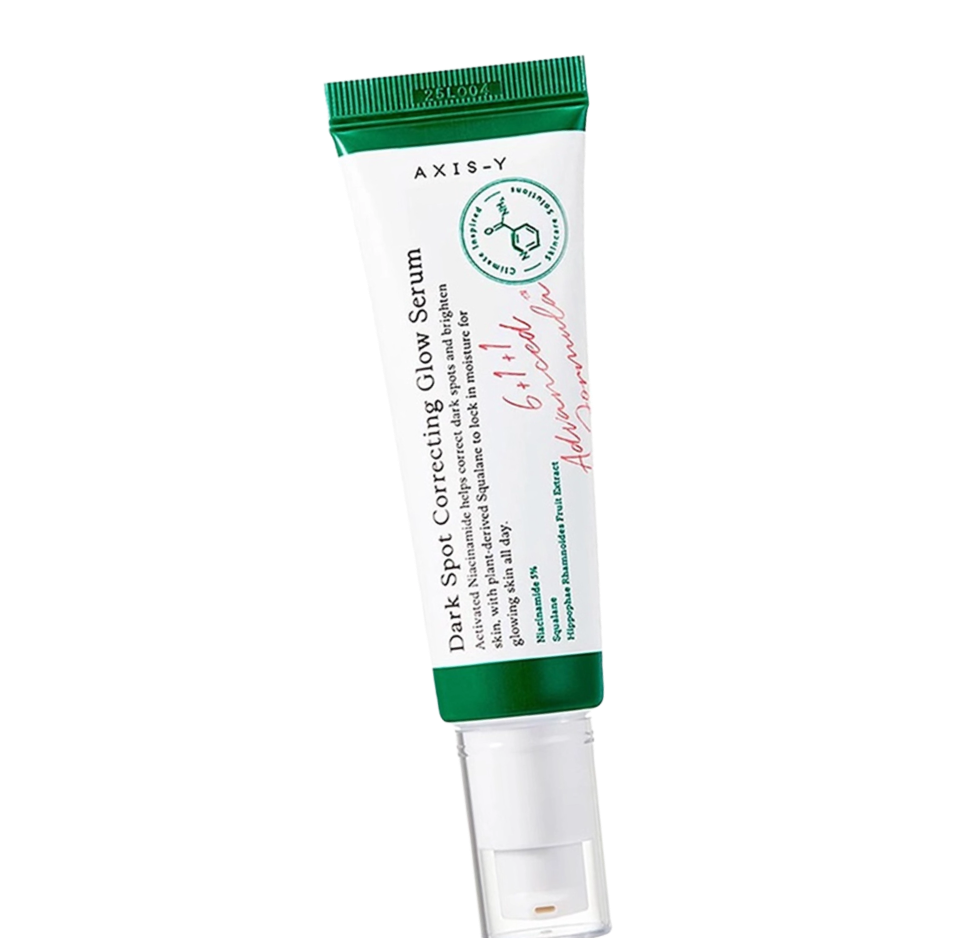 25L004
AXIS-Y
Climate Inspired
Skincare Solutions
NH₂
O
N
Dark Spot Correcting Glow Serum
Activated Niacinamide helps correct dark spots and brighten
skin, with plant-derived Squalane to lock in moisture for
glowing skin all day.
6+1+1
Advanced
Formula
Niacinamide 5%
Squalane
Hippophae Rhamnoides Fruit Extract